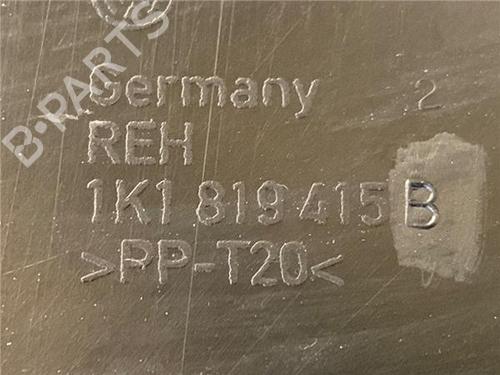 B-PARTS
Germany 2
REH
1K1 819 415 B
>PP-T20<